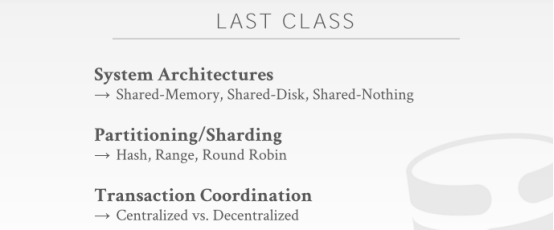 LAST CLASS
System Architectures
→ Shared-Memory, Shared-Disk, Shared-Nothing
Partitioning/Sharding
→ Hash, Range, Round Robin
Transaction Coordination
→ Centralized vs. Decentralized